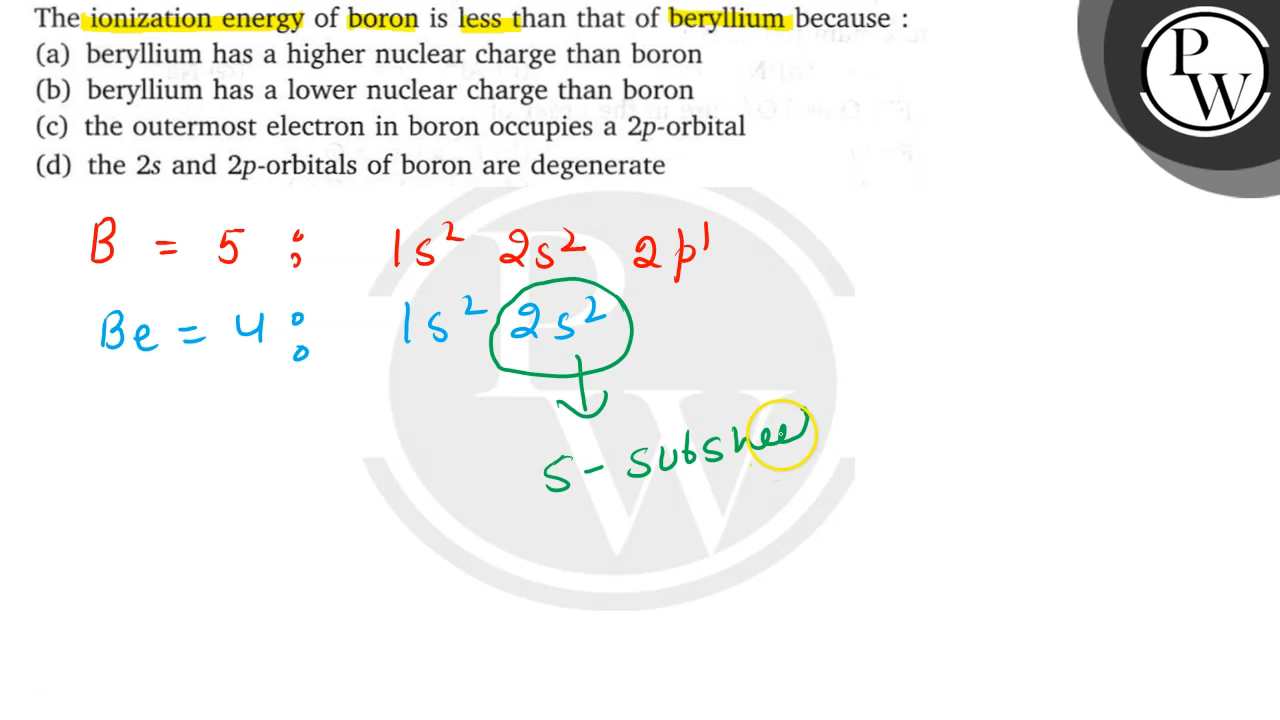 The ionization energy of boron is less than that of beryllium because :
(a) beryllium has a higher nuclear charge than boron
(b) beryllium has a lower nuclear charge than boron
(c) the outermost electron in boron occupies a 2p-orbital
(d) the 2s and 2p-orbitals of boron are degenerate
P
W
B = 5 : 1s² 2s² 2p¹
Be = 4 : 1s² 2s²
s - subshell
P
W